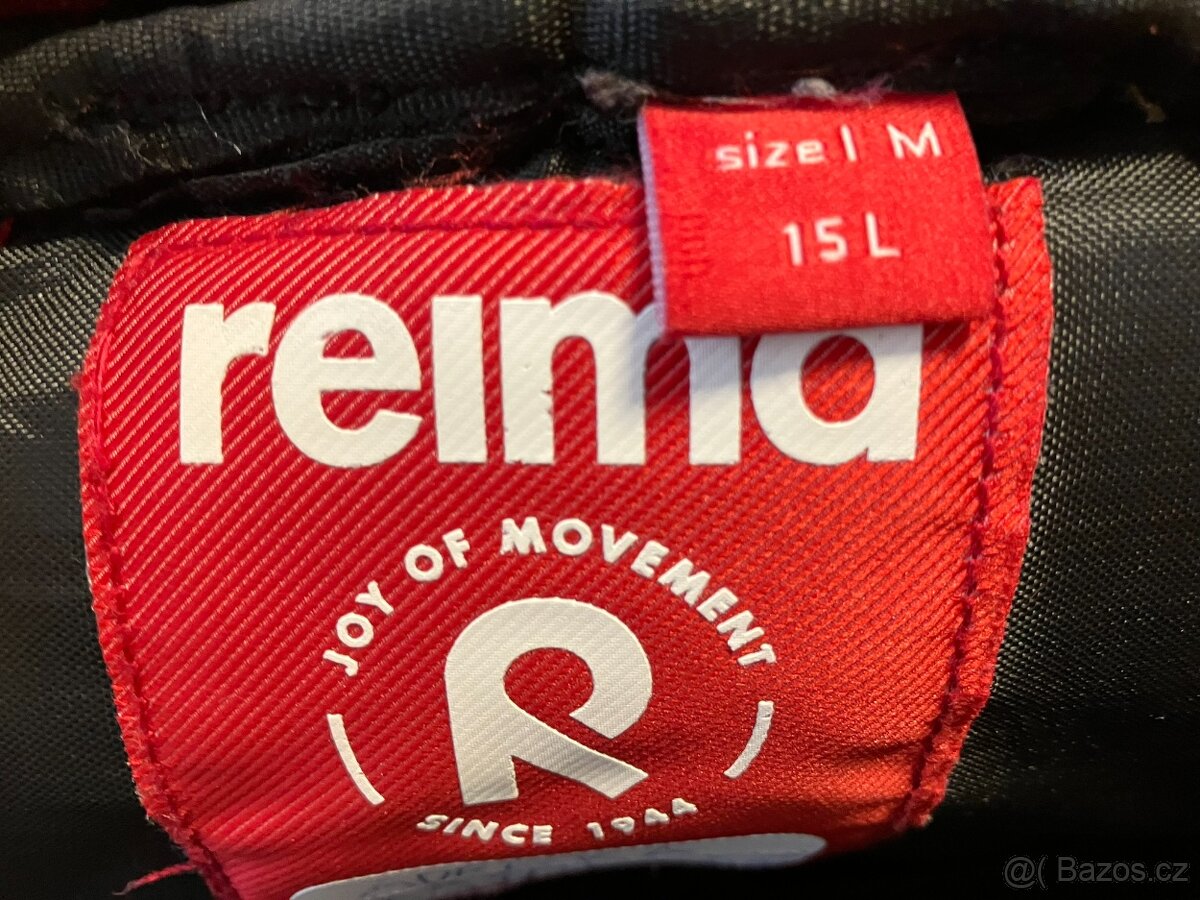 size| M
15 L
reima
JOY OF MOVEMENT
SINCE 1944
@( Bazos.cz